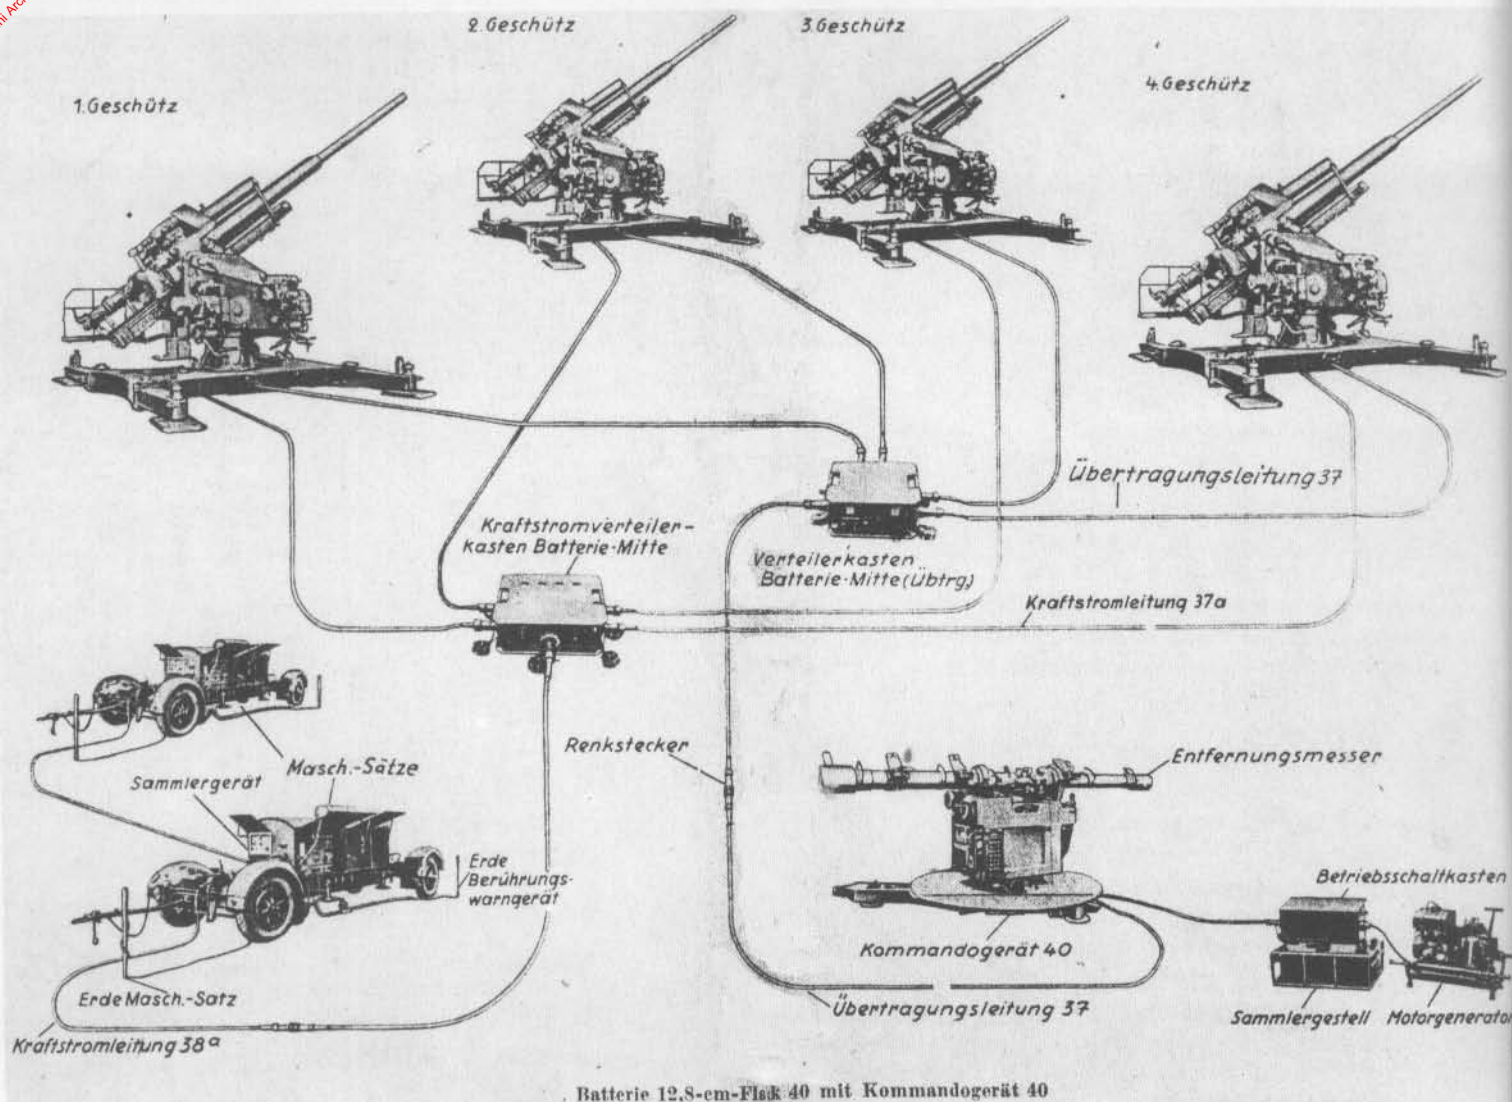 2. Geschütz
3. Geschütz
4. Geschütz
1. Geschütz
Übertragungsleitung 37
Kraftstromverteiler-
kasten Batterie-Mitte
Verteilerkasten
Batterie-Mitte (Übtrg.)
Kraftstromleitung 37a
Renkstecker
Entfernungsmesser
Masch.-Sätze
Sammlergerät
Erde
Berührungs-
warngerät
Betriebsschaltkasten
Kommandogerät 40
Erde Masch.-Satz
Übertragungsleitung 37
Sammlergestell
Motorgenerator
Kraftstromleitung 38a
Batterie 12,8-cm-Flak 40 mit Kommandogerät 40